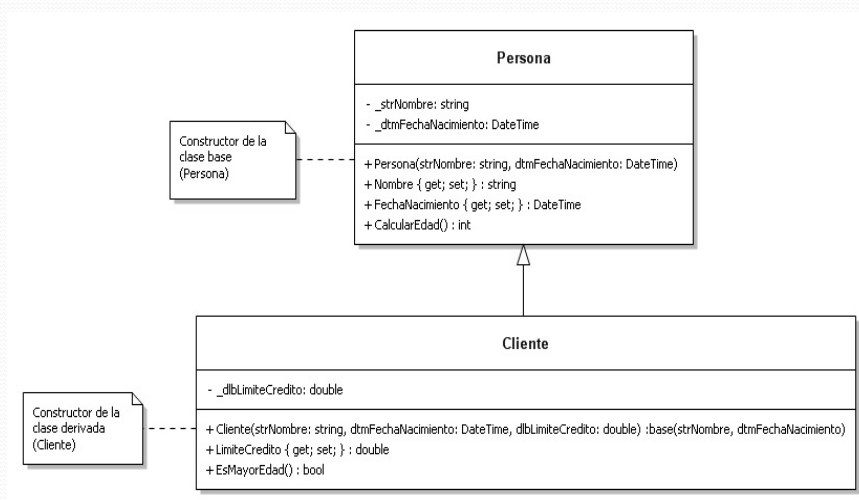 Persona
- _strNombre: string
- _dtmFechaNacimiento: DateTime
Constructor de la
clase base
(Persona)
+ Persona(strNombre: string, dtmFechaNacimiento: DateTime)
+ Nombre { get; set; } : string
+ FechaNacimiento { get; set; } : DateTime
+ CalcularEdad() : int
Cliente
- _dlbLimiteCredito: double
Constructor de la
clase derivada
(Cliente)
+ Cliente(strNombre: string, dtmFechaNacimiento: DateTime, dlbLimiteCredito: double) :base(strNombre, dtmFechaNacimiento)
+ LimiteCredito { get; set; } : double
+ EsMayorEdad() : bool